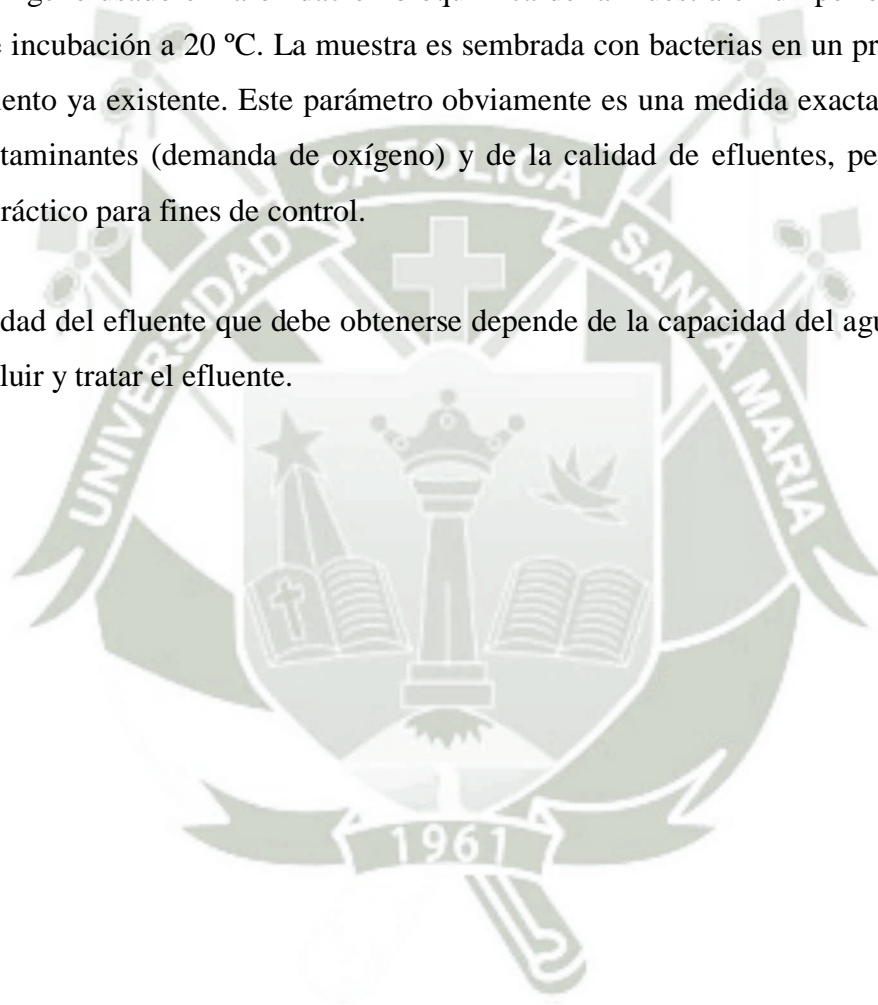 e incubación a 20 ºC. La muestra es sembrada con bacterias en un pr
iento ya existente. Este parámetro obviamente es una medida exacta
taminantes (demanda de oxígeno) y de la calidad de efluentes, pe
ráctico para fines de control.
dad del efluente que debe obtenerse depende de la capacidad del agu
luir y tratar el efluente.
UNIVERSIDAD CATOLICA SANTA MARIA
1961